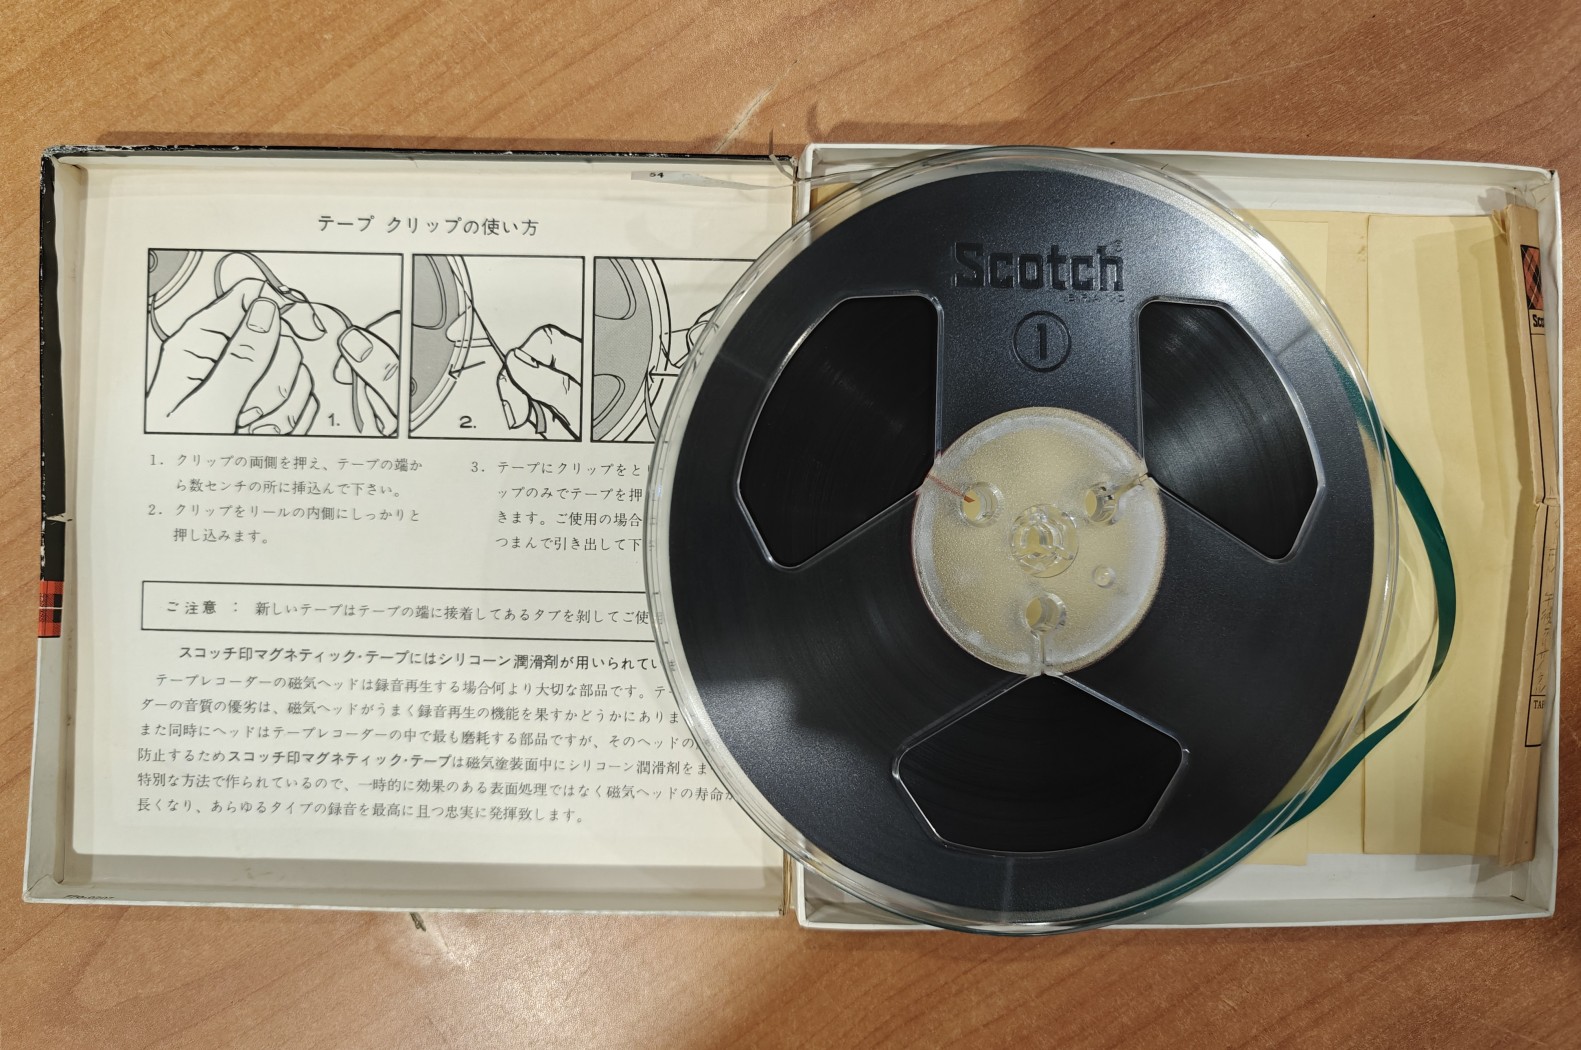 54
テープ クリップの使い方
1.
2.
1. クリップの両側を押え、テープの端か
ら数センチの所に挿込んで下さい。
2. クリップをリールの内側にしっかりと
押し込みます。
3. テープにクリップをと
ップのみでテープを押
きます。ご使用の場合
つまんで引き出して下
ご注意 : 新しいテープはテープの端に接着してあるタブを剝してご使
スコッチ印マグネティック・テープにはシリコーン潤滑剤が用いられてい
テープレコーダーの磁気ヘッドは録音再生する場合何より大切な部品です。テ
ダーの音質の優劣は、磁気ヘッドがうまく録音再生の機能を果すかどうかにありま
また同時にヘッドはテープレコーダーの中で最も磨耗する部品ですが、そのヘッドの
防止するためスコッチ印マグネティック・テープは磁気塗装面中にシリコーン潤滑剤をま
特別な方法で作られているので、一時的に効果のある表面処理ではなく磁気ヘッドの寿命が
長くなり、あらゆるタイプの録音を最高に且つ忠実に発揮致します。
Scotch
BRAND
1
Sco
TAP